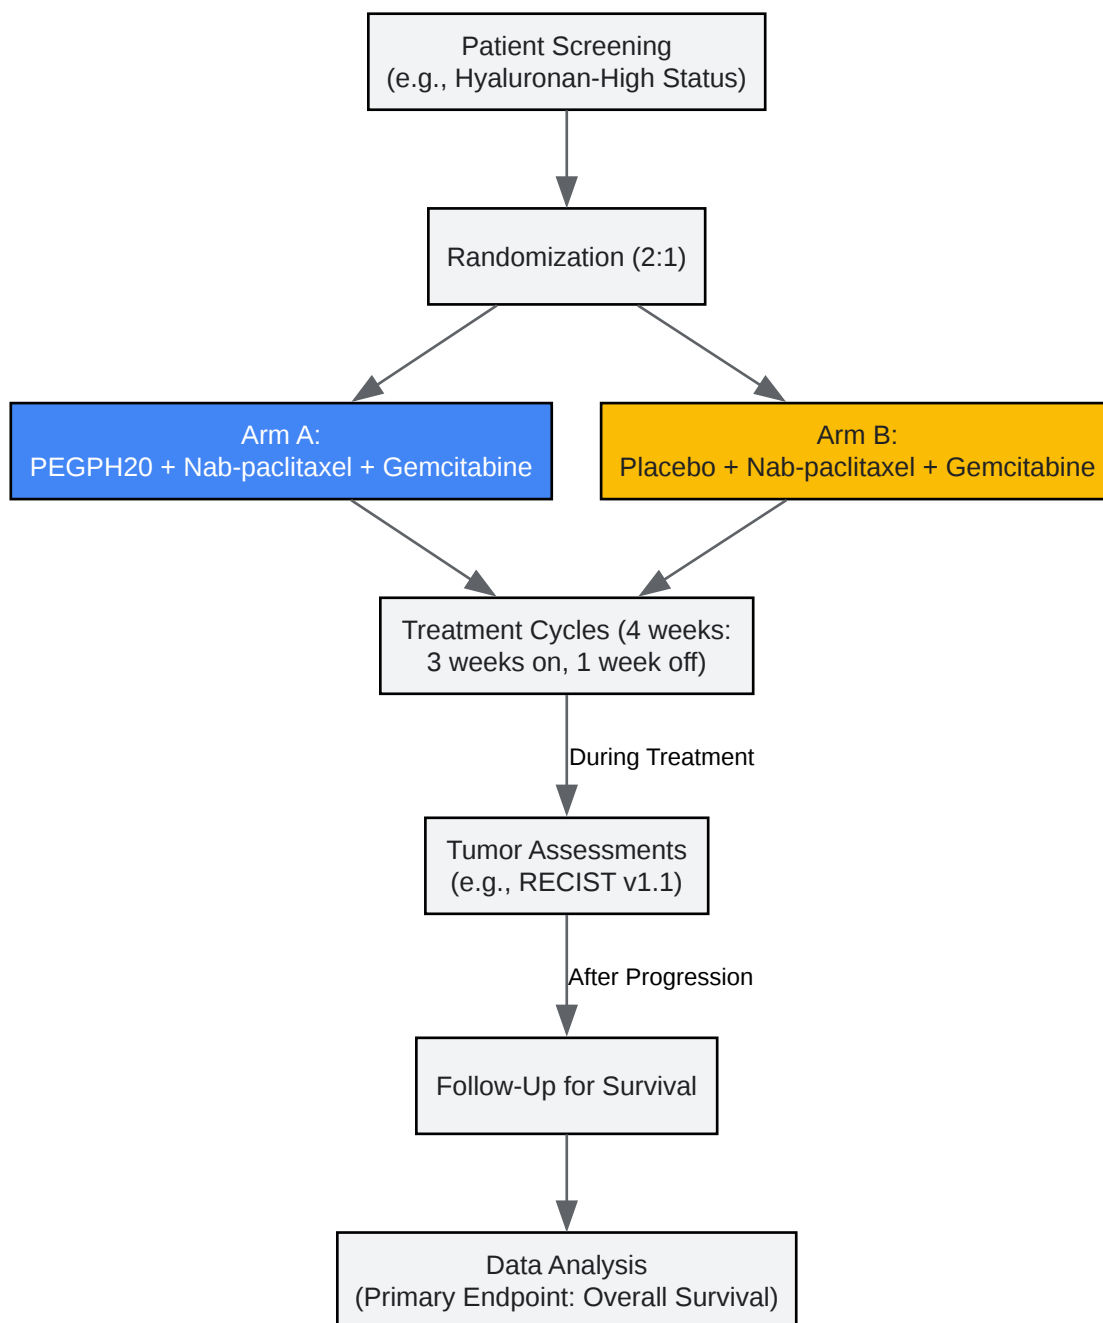 Patient Screening
(e.g., Hyaluronan-High Status)
Randomization (2:1)
Arm A:
PEGPH20 + Nab-paclitaxel + Gemcitabine
Arm B:
Placebo + Nab-paclitaxel + Gemcitabine
Treatment Cycles (4 weeks:
3 weeks on, 1 week off)
During Treatment
Tumor Assessments
(e.g., RECIST v1.1)
After Progression
Follow-Up for Survival
Data Analysis
(Primary Endpoint: Overall Survival)